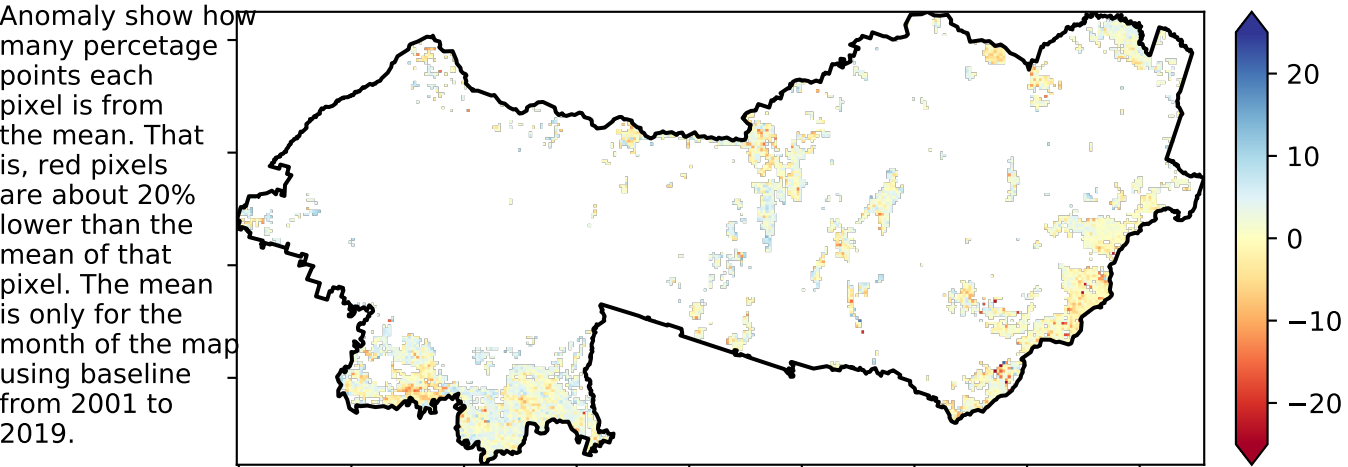 Anomaly show how
many percetage
points each
pixel is from
the mean. That
is, red pixels
are about 20%
lower than the
mean of that
pixel. The mean
is only for the
month of the map
using baseline
from 2001 to
2019.
20
10
0
−10
−20